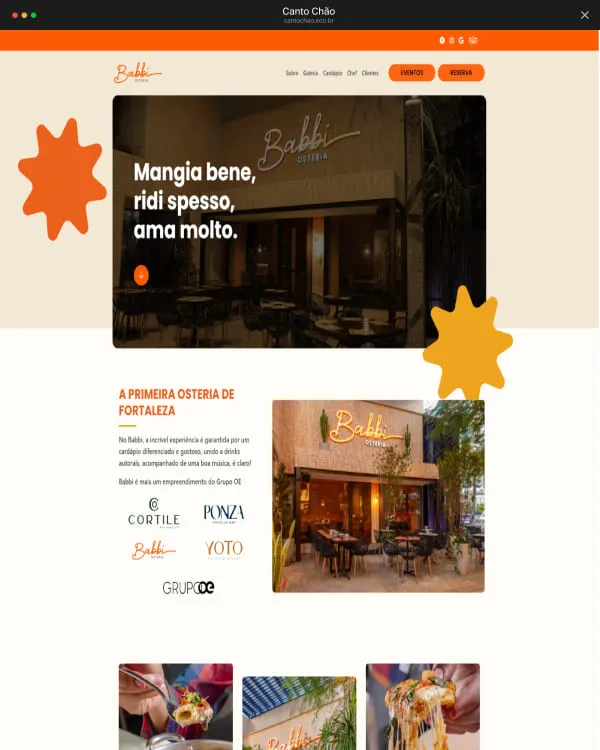 Canto Chão
cantochao.eco.br
Babbi
OSTERIA
Sobre Galeria Cardápio Chef Clientes EVENTOS RESERVA
Babbi
OSTERIA
Mangia bene,
ridi spesso,
ama molto.
A PRIMEIRA OSTERIA DE
FORTALEZA
No Babbi, a incrível experiência é garantida por um
cardápio diferenciado e gostoso, unido a drinks
autorais, acompanhado de uma boa música, é claro!
Babbi é mais um empreendimento do Grupo OE
Babbi
OSTERIA
CORTILE
PONZA
Babbi
YOTO
GRUPO oe
Babbi